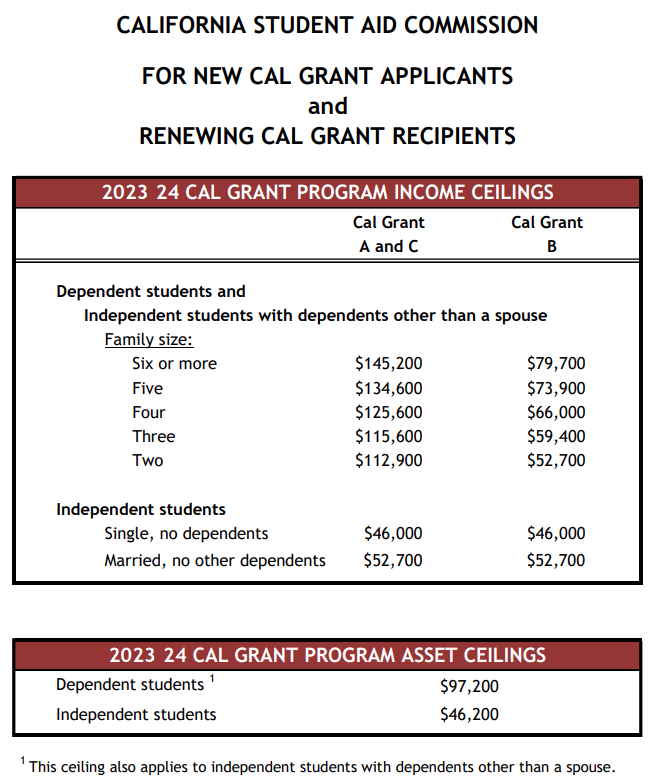 CALIFORNIA STUDENT AID COMMISSION
FOR NEW CAL GRANT APPLICANTS
and
RENEWING CAL GRANT RECIPIENTS
2023 24 CAL GRANT PROGRAM INCOME CEILINGS
Cal Grant Cal Grant
A and C B
Dependent students and
Independent students with dependents other than a spouse
Family size:
Six or more $145,200 $79,700
Five $134,600 $73,900
Four $125,600 $66,000
Three $115,600 $59,400
Two $112,900 $52,700
Independent students
Single, no dependents $46,000 $46,000
Married, no other dependents $52,700 $52,700
2023 24 CAL GRANT PROGRAM ASSET CEILINGS
Dependent students 1 $97,200
Independent students $46,200
1 This ceiling also applies to independent students with dependents other than a spouse.